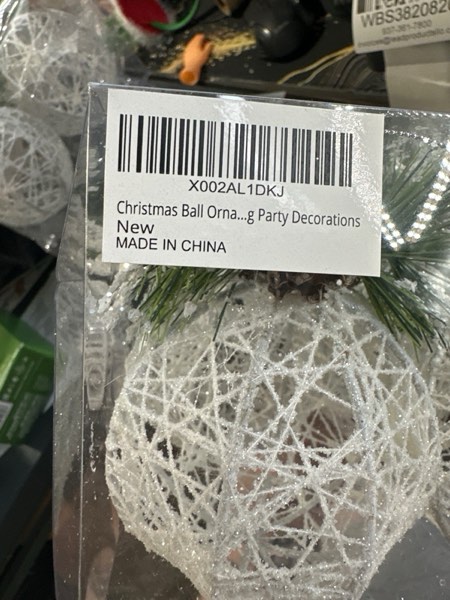 X002AL1DKJ
Christmas Ball Orna...g Party Decorations
New
MADE IN CHINA